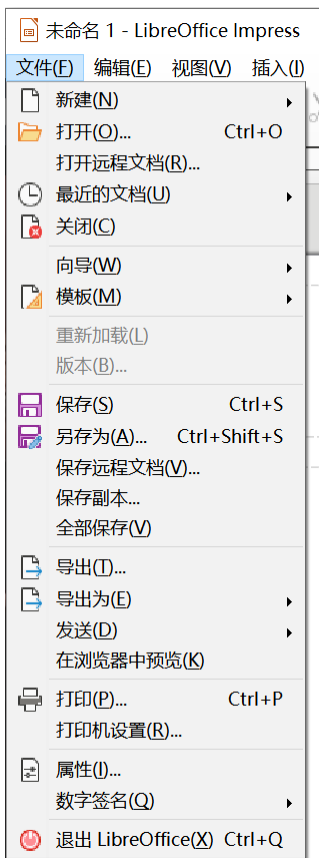 未命名 1 - LibreOffice Impress
文件(F) 编辑(E) 视图(V) 插入(I)
新建(N)
打开(O)... Ctrl+O
打开远程文档(R)...
最近的文档(U)
关闭(C)
向导(W)
模板(M)
重新加载(L)
版本(B)...
保存(S) Ctrl+S
另存为(A)... Ctrl+Shift+S
保存远程文档(V)...
保存副本...
全部保存(V)
导出(T)...
导出为(E)
发送(D)
在浏览器中预览(K)
打印(P)... Ctrl+P
打印机设置(R)...
属性(I)...
数字签名(Q)
退出 LibreOffice(X) Ctrl+Q